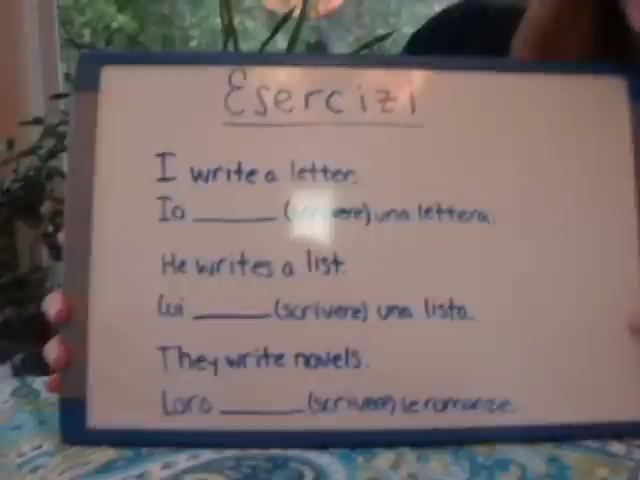 Esercizi
I write a letter.
Io ______ (scrivere) una lettera.
He writes a list.
Lui ______ (scrivere) una lista.
They write novels.
Loro ______ (scrivere) le romanze.